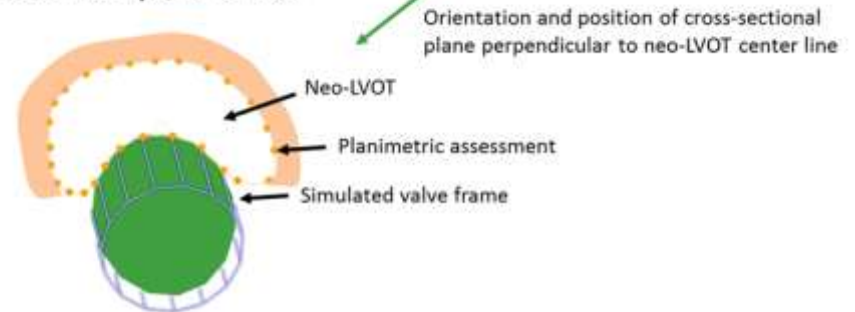 Orientation and position of cross-sectional
plane perpendicular to neo-LVOT center line
Neo-LVOT
Planimetric assessment
Simulated valve frame